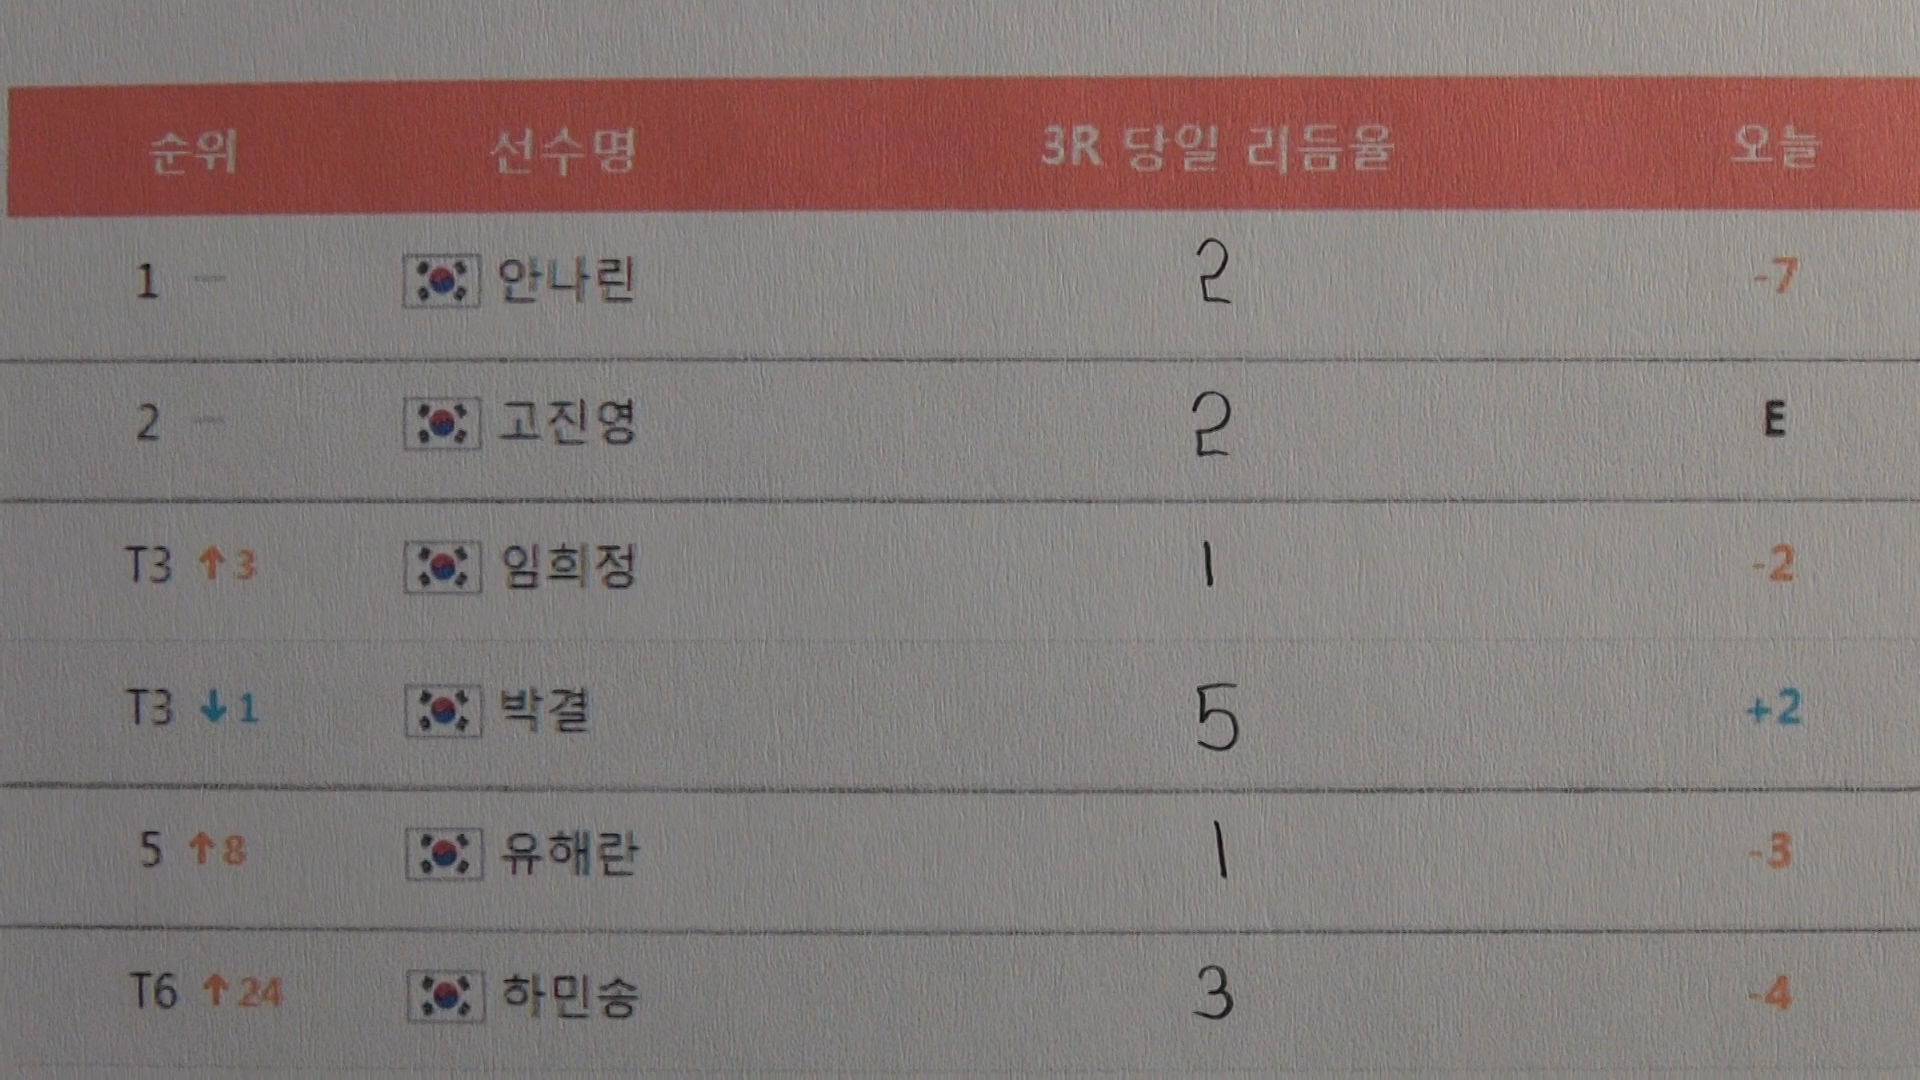 순위 선수명 3R 당일 리듬율 오늘
1 — 안나린 2 -7
2 — 고진영 2 E
T3 ↑3 임희정 1 -2
T3 ↓1 박결 5 +2
5 ↑8 유해란 1 -3
T6 ↑24 하민송 3 -4